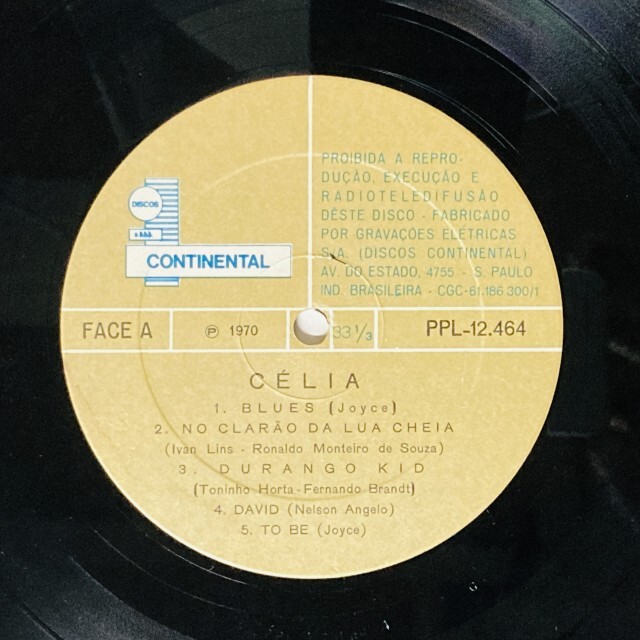 PROIBIDA A REPRO-
DUÇÃO, EXECUÇÃO E
RADIOTELEDIFUSÃO
DÊSTE DISCO - FABRICADO
POR GRAVAÇÕES ELÉTRICAS
S/A. (DISCOS CONTINENTAL)
AV. DO ESTADO, 4755 - S. PAULO
IND. BRASILEIRA - CGC-61.186.300/1
DISCOS
CONTINENTAL
FACE A
℗ 1970
33 1/3
PPL-12.464
CÉLIA
1. BLUES (Joyce)
2. NO CLARÃO DA LUA CHEIA
(Ivan Lins - Ronaldo Monteiro de Souza)
3. DURANGO KID
(Toninho Horta - Fernando Brandt)
4. DAVID (Nelson Angelo)
5. TO BE (Joyce)